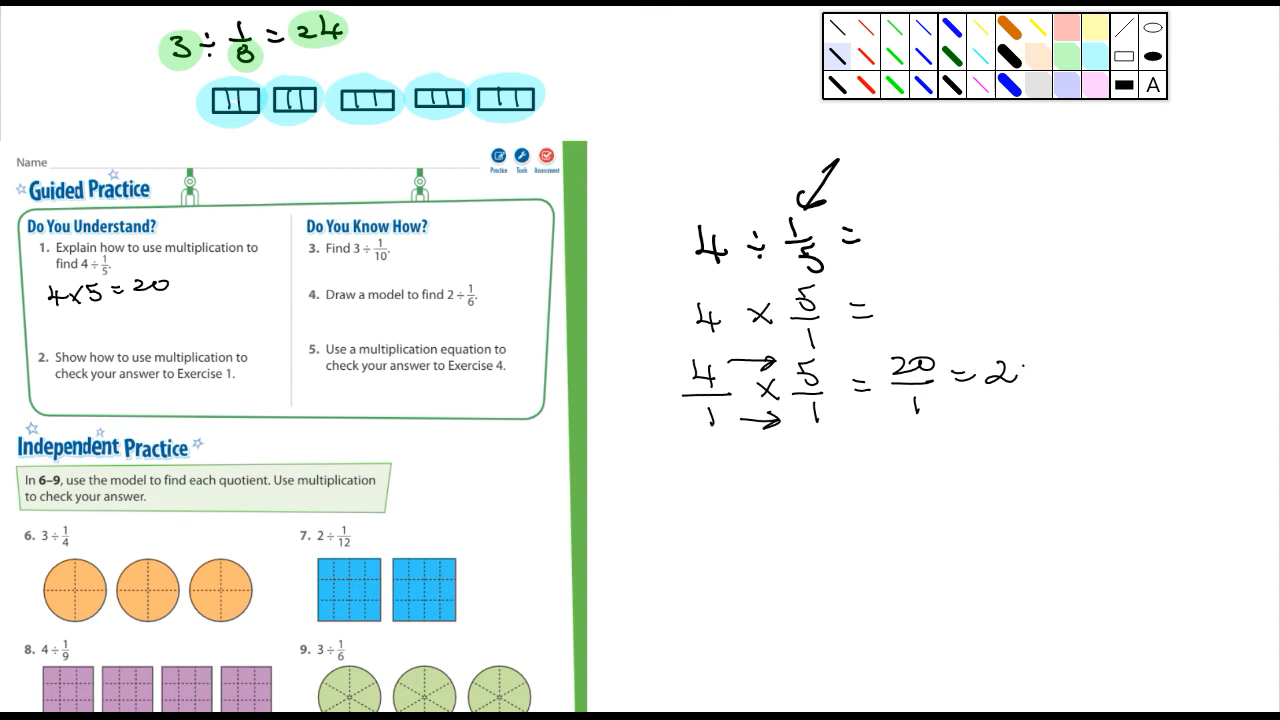 3 ÷ 1/8 = 24
A
Name
Practice Tools Assessment
Guided Practice
Do You Understand?
1. Explain how to use multiplication to
find 4 ÷ 1/5.
4 x 5 = 20
2. Show how to use multiplication to
check your answer to Exercise 1.
Do You Know How?
3. Find 3 ÷ 1/10.
4. Draw a model to find 2 ÷ 1/6.
5. Use a multiplication equation to
check your answer to Exercise 4.
Independent Practice
In 6–9, use the model to find each quotient. Use multiplication
to check your answer.
6. 3 ÷ 1/4
7. 2 ÷ 1/12
8. 4 ÷ 1/9
9. 3 ÷ 1/6
4 ÷ 1/5 =
4 x 5/1 =
4/1 x 5/1 = 20/1 = 2